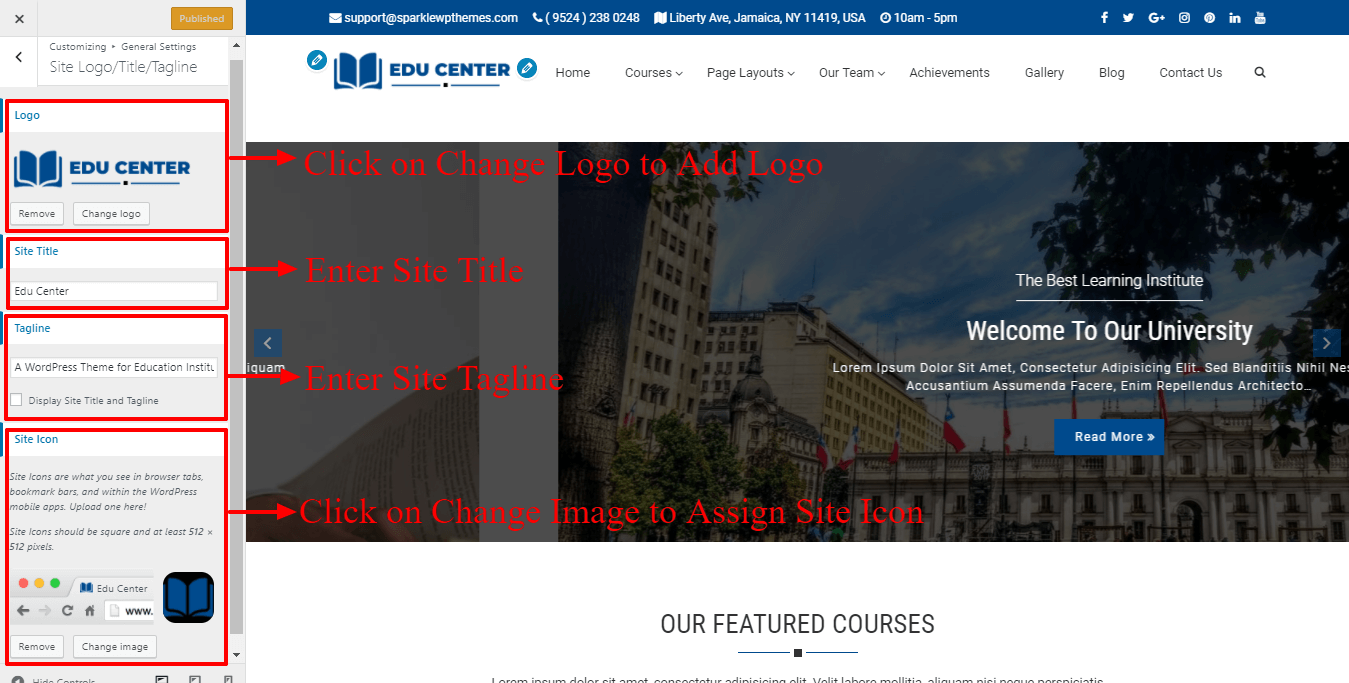 Published
Customizing ▸ General Settings
Site Logo/Title/Tagline
Logo
EDU CENTER
Remove
Change logo
Site Title
Edu Center
Tagline
A WordPress Theme for Education Institu
Display Site Title and Tagline
Site Icon
Site Icons are what you see in browser tabs,
bookmark bars, and within the WordPress
mobile apps. Upload one here!
Site Icons should be square and at least 512 ×
512 pixels.
Edu Center
www.
Remove
Change image
Hide Controls
support@sparklewpthemes.com
( 9524 ) 238 0248
Liberty Ave, Jamaica, NY 11419, USA
10am - 5pm
EDU CENTER
Home
Courses
Page Layouts
Our Team
Achievements
Gallery
Blog
Contact Us
Click on Change Logo to Add Logo
Enter Site Title
The Best Learning Institute
Welcome To Our University
iquam
Lorem Ipsum Dolor Sit Amet, Consectetur Adipisicing Elit. Sed Blanditiis Nihil Nes
Enter Site Tagline
Accusantium Assumenda Facere, Enim Repellendus Architecto...
Read More »
Click on Change Image to Assign Site Icon
OUR FEATURED COURSES
Lorem ipsum dolor sit amet, consectetur adipisicing elit. Velit labore mollitia, aliquam nisi neque perspiciatis